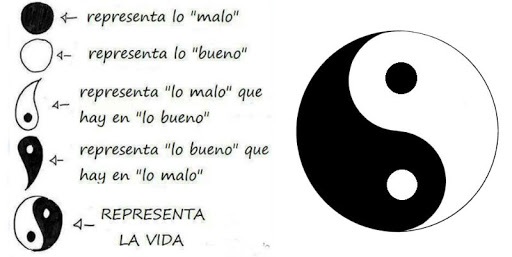 representa lo "malo"
representa lo "bueno"
representa "lo malo" que
hay en "lo bueno"
representa "lo bueno" que
hay en "lo malo"
REPRESENTA
LA VIDA